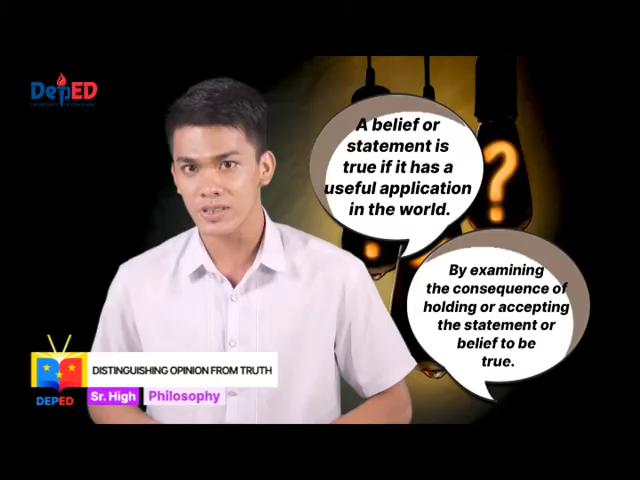 DepED
A belief or
statement is
true if it has a
useful application
in the world.
?
By examining
the consequence of
holding or accepting
the statement or
belief to be
true.
DISTINGUISHING OPINION FROM TRUTH
DEPED
Sr. High
Philosophy